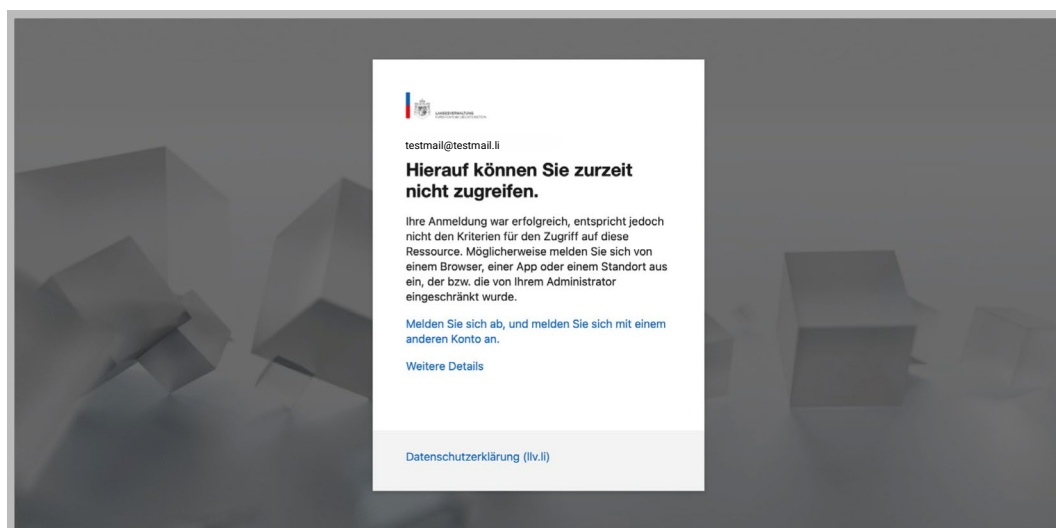 LANDESVERWALTUNG
FÜRSTENTUM LIECHTENSTEIN
testmail@testmail.li
Hierauf können Sie zurzeit
nicht zugreifen.
Ihre Anmeldung war erfolgreich, entspricht jedoch
nicht den Kriterien für den Zugriff auf diese
Ressource. Möglicherweise melden Sie sich von
einem Browser, einer App oder einem Standort aus
ein, der bzw. die von Ihrem Administrator
eingeschränkt wurde.
Melden Sie sich ab, und melden Sie sich mit einem
anderen Konto an.
Weitere Details
Datenschutzerklärung (llv.li)